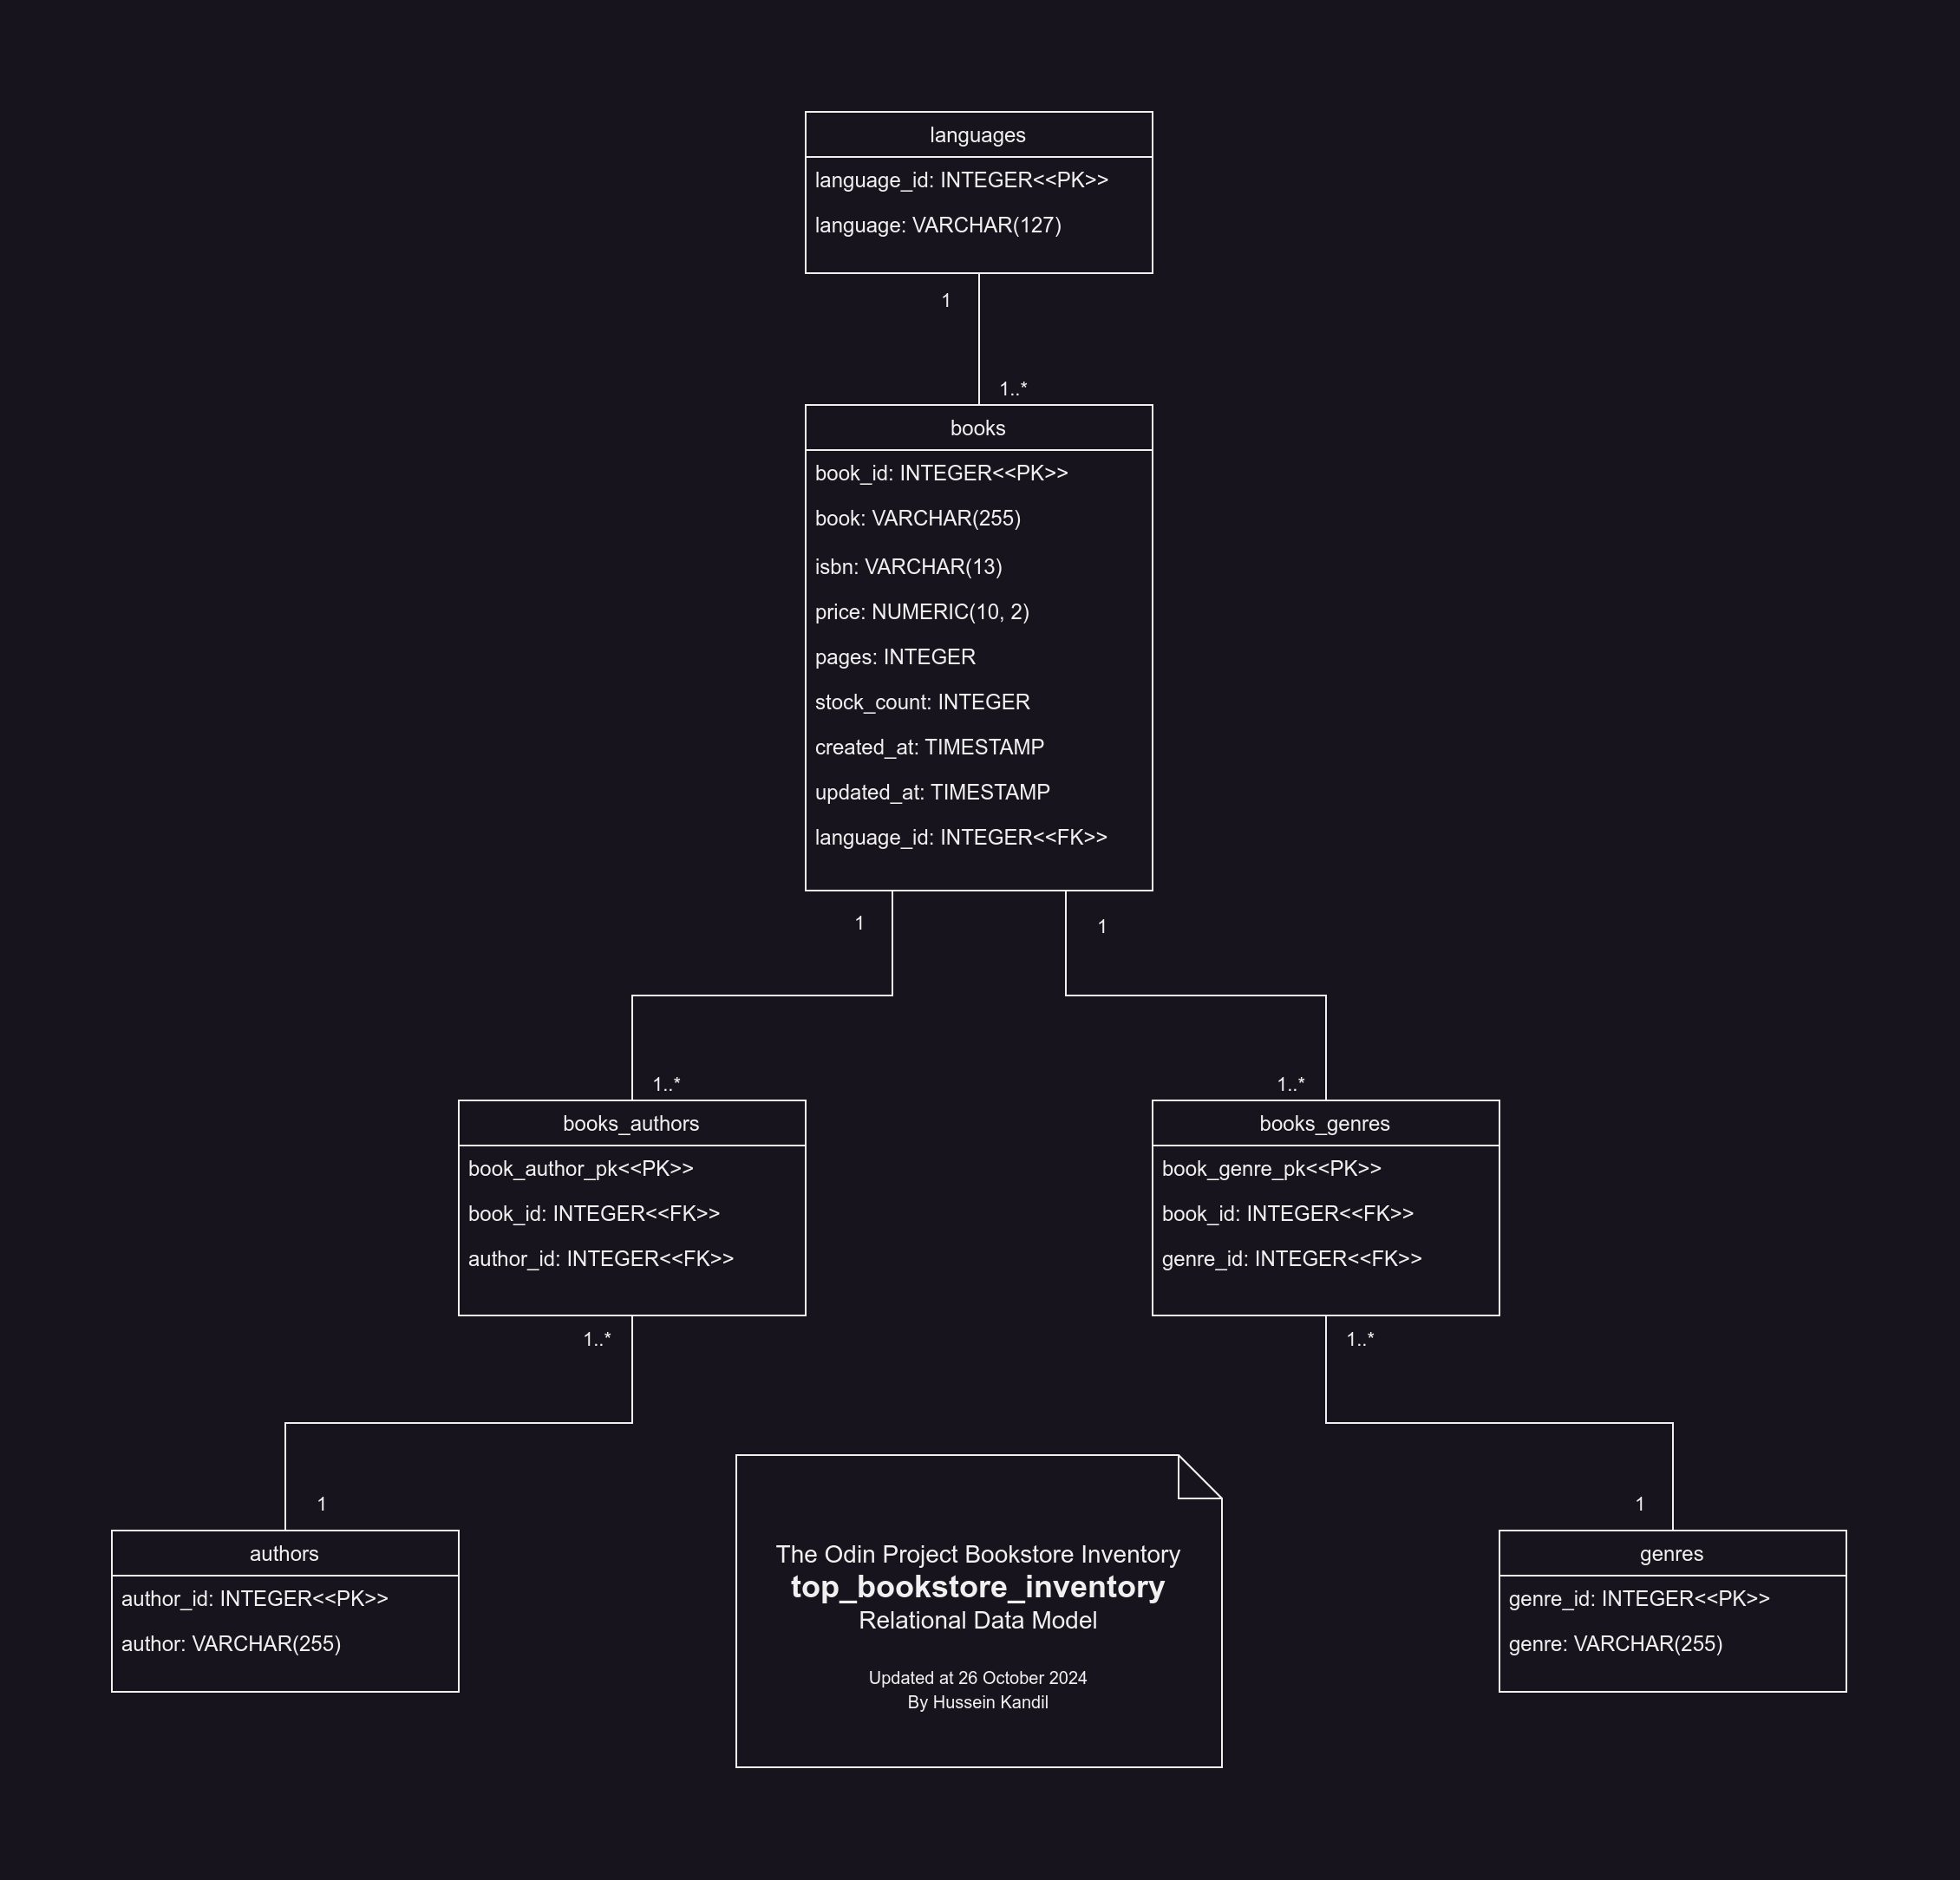 languages
language_id: INTEGER<<PK>>
language: VARCHAR(127)
1
1..*
books
book_id: INTEGER<<PK>>
book: VARCHAR(255)
isbn: VARCHAR(13)
price: NUMERIC(10, 2)
pages: INTEGER
stock_count: INTEGER
created_at: TIMESTAMP
updated_at: TIMESTAMP
language_id: INTEGER<<FK>>
1
1
1..*
1..*
books_authors
book_author_pk<<PK>>
book_id: INTEGER<<FK>>
author_id: INTEGER<<FK>>
1..*
books_genres
book_genre_pk<<PK>>
book_id: INTEGER<<FK>>
genre_id: INTEGER<<FK>>
1..*
1
authors
author_id: INTEGER<<PK>>
author: VARCHAR(255)
The Odin Project Bookstore Inventory
top_bookstore_inventory
Relational Data Model
Updated at 26 October 2024
By Hussein Kandil
1
genres
genre_id: INTEGER<<PK>>
genre: VARCHAR(255)